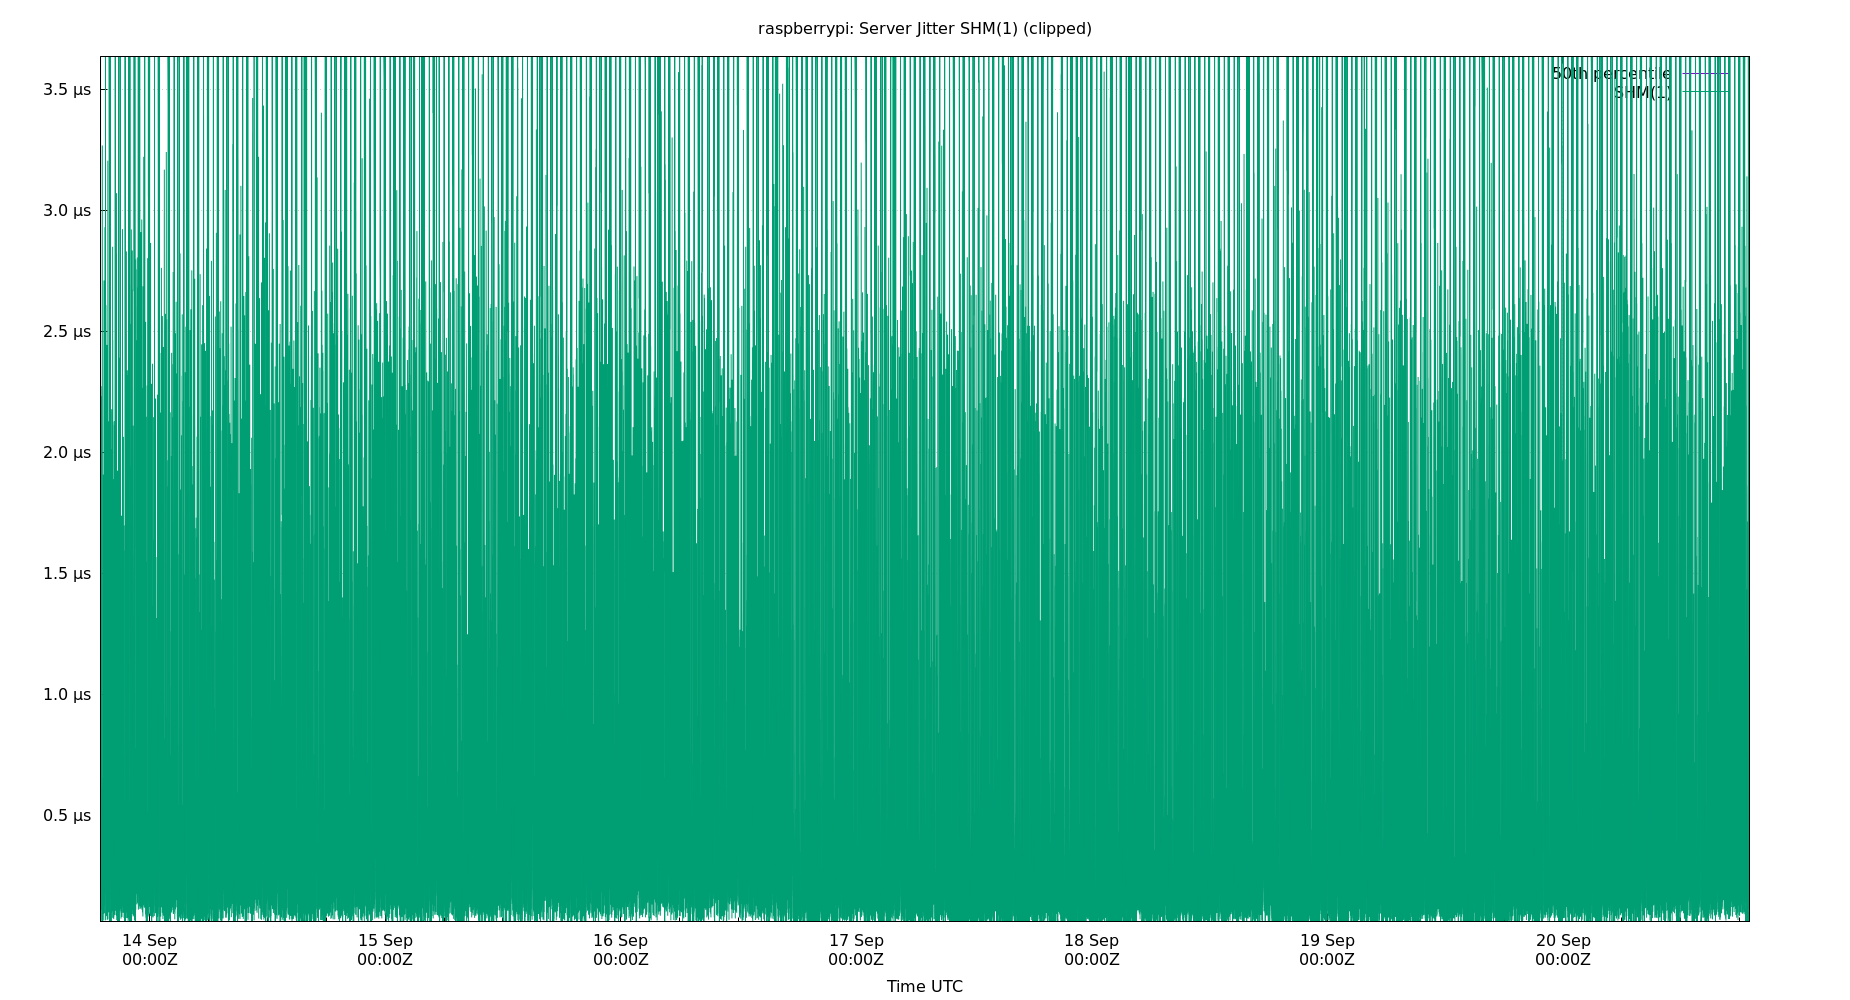 raspberrypi: Server Jitter SHM(1) (clipped)
50th percentile
SHM(1)
3.5 µs
3.0 µs
2.5 µs
2.0 µs
1.5 µs
1.0 µs
0.5 µs
14 Sep
00:00Z
15 Sep
00:00Z
16 Sep
00:00Z
17 Sep
00:00Z
18 Sep
00:00Z
19 Sep
00:00Z
20 Sep
00:00Z
Time UTC